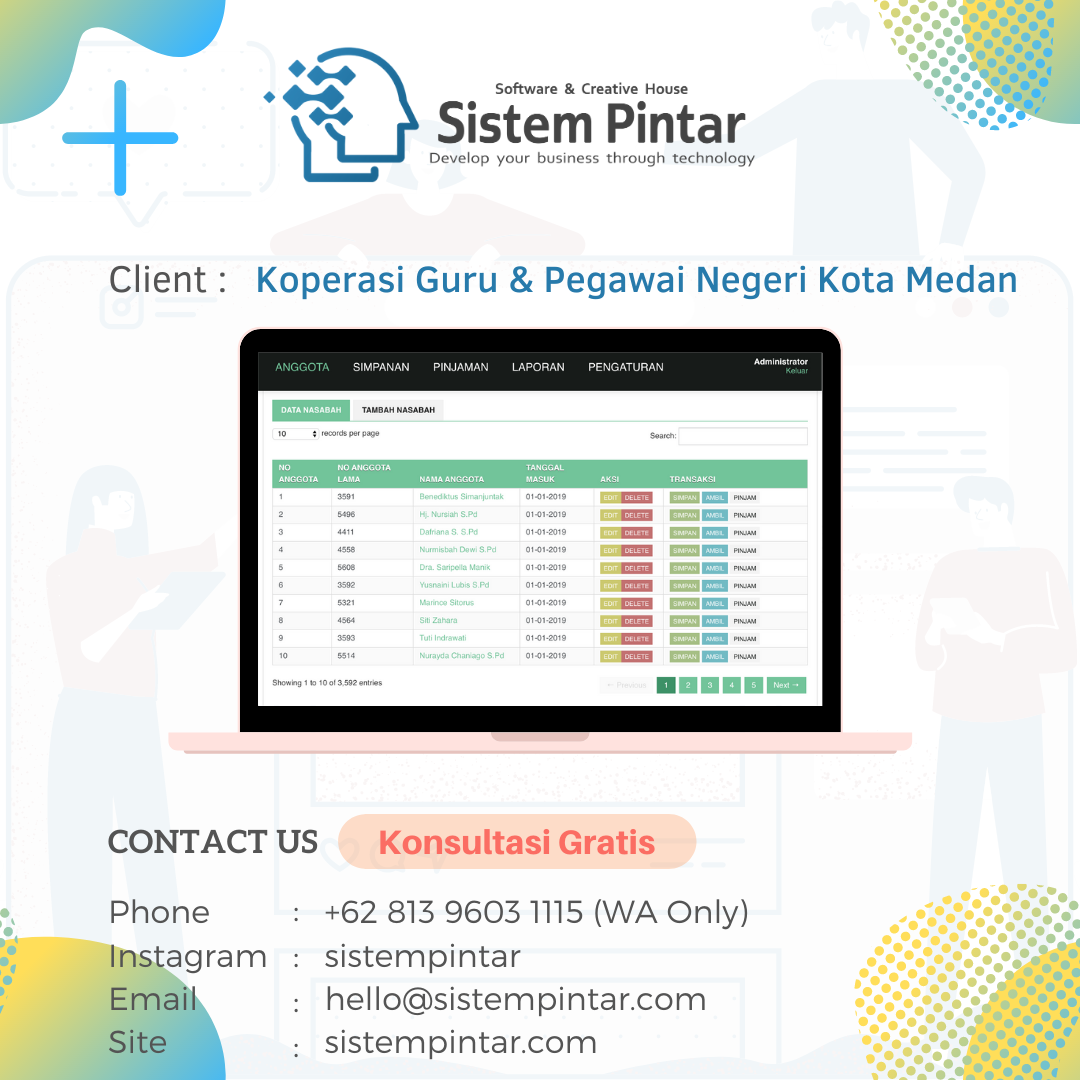 Software & Creative House
Sistem Pintar
Develop your business through technology
Client : Koperasi Guru & Pegawai Negeri Kota Medan
ANGGOTA SIMPANAN PINJAMAN LAPORAN PENGATURAN Administrator
Keluar
DATA NASABAH TAMBAH NASABAH
10 records per page Search:
NO ANGGOTA NO ANGGOTA LAMA NAMA ANGGOTA TANGGAL MASUK AKSI TRANSAKSI
1 3591 Benediktus Simanjuntak 01-01-2019 EDIT DELETE SIMPAN AMBIL PINJAM
2 5496 Hj. Nursiah S.Pd 01-01-2019 EDIT DELETE SIMPAN AMBIL PINJAM
3 4411 Dafriana S. S.Pd 01-01-2019 EDIT DELETE SIMPAN AMBIL PINJAM
4 4558 Nurmisbah Dewi S.Pd 01-01-2019 EDIT DELETE SIMPAN AMBIL PINJAM
5 5608 Dra. Saripella Manik 01-01-2019 EDIT DELETE SIMPAN AMBIL PINJAM
6 3592 Yusnaini Lubis S.Pd 01-01-2019 EDIT DELETE SIMPAN AMBIL PINJAM
7 5321 Marince Sitorus 01-01-2019 EDIT DELETE SIMPAN AMBIL PINJAM
8 4564 Siti Zahara 01-01-2019 EDIT DELETE SIMPAN AMBIL PINJAM
9 3593 Tuti Indrawati 01-01-2019 EDIT DELETE SIMPAN AMBIL PINJAM
10 5514 Nurayda Chaniago S.Pd 01-01-2019 EDIT DELETE SIMPAN AMBIL PINJAM
Showing 1 to 10 of 3,592 entries ← Previous 1 2 3 4 5 Next →
CONTACT US Konsultasi Gratis
Phone : +62 813 9603 1115 (WA Only)
Instagram : sistempintar
Email : hello@sistempintar.com
Site : sistempintar.com